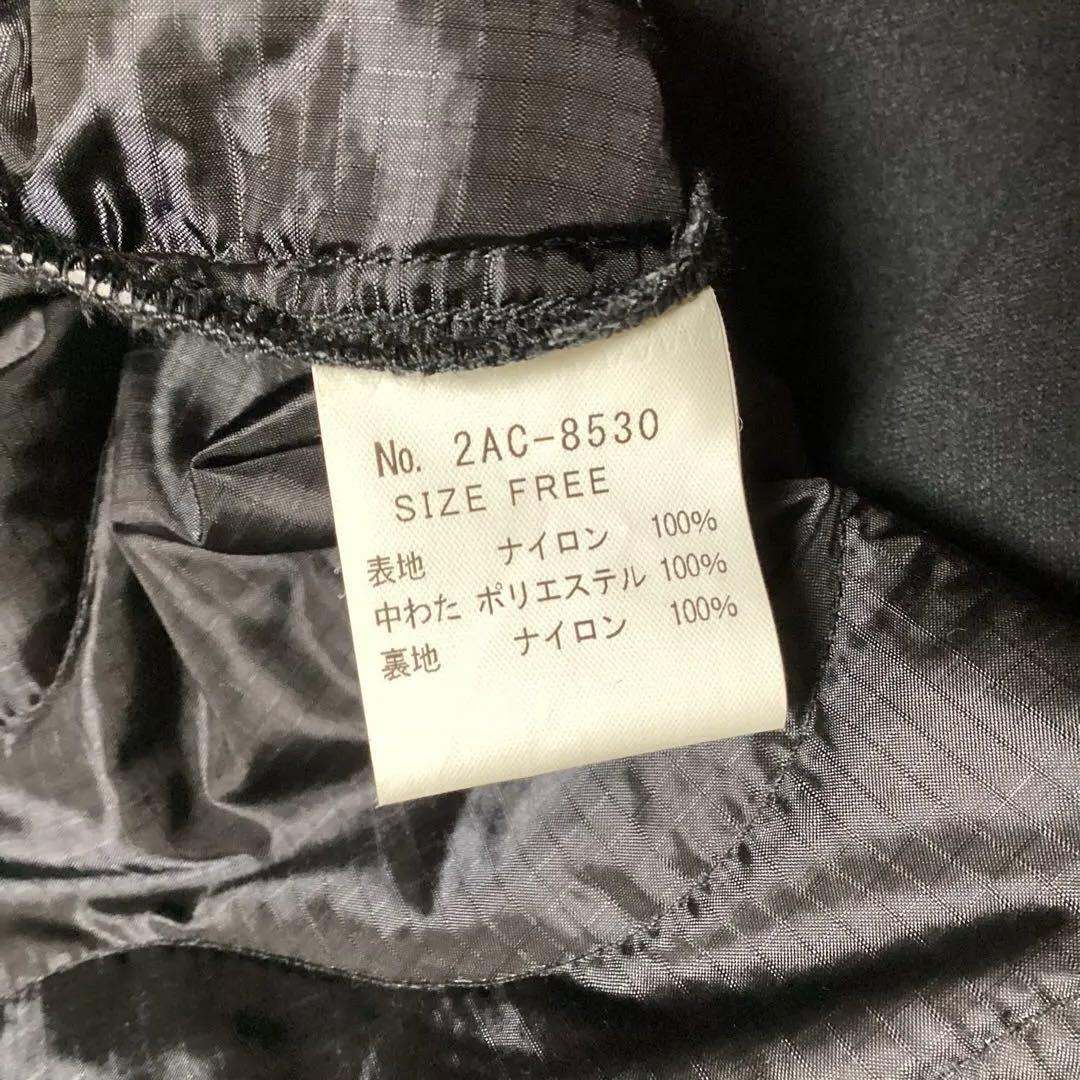 No. 2AC-8530
SIZE FREE
表地 ナイロン 100%
中わた ポリエステル 100%
裏地 ナイロン 100%